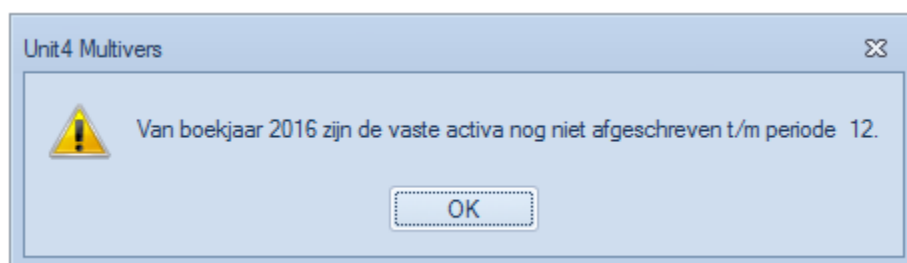 Unit4 Multivers
Van boekjaar 2016 zijn de vaste activa nog niet afgeschreven t/m periode 12.
OK